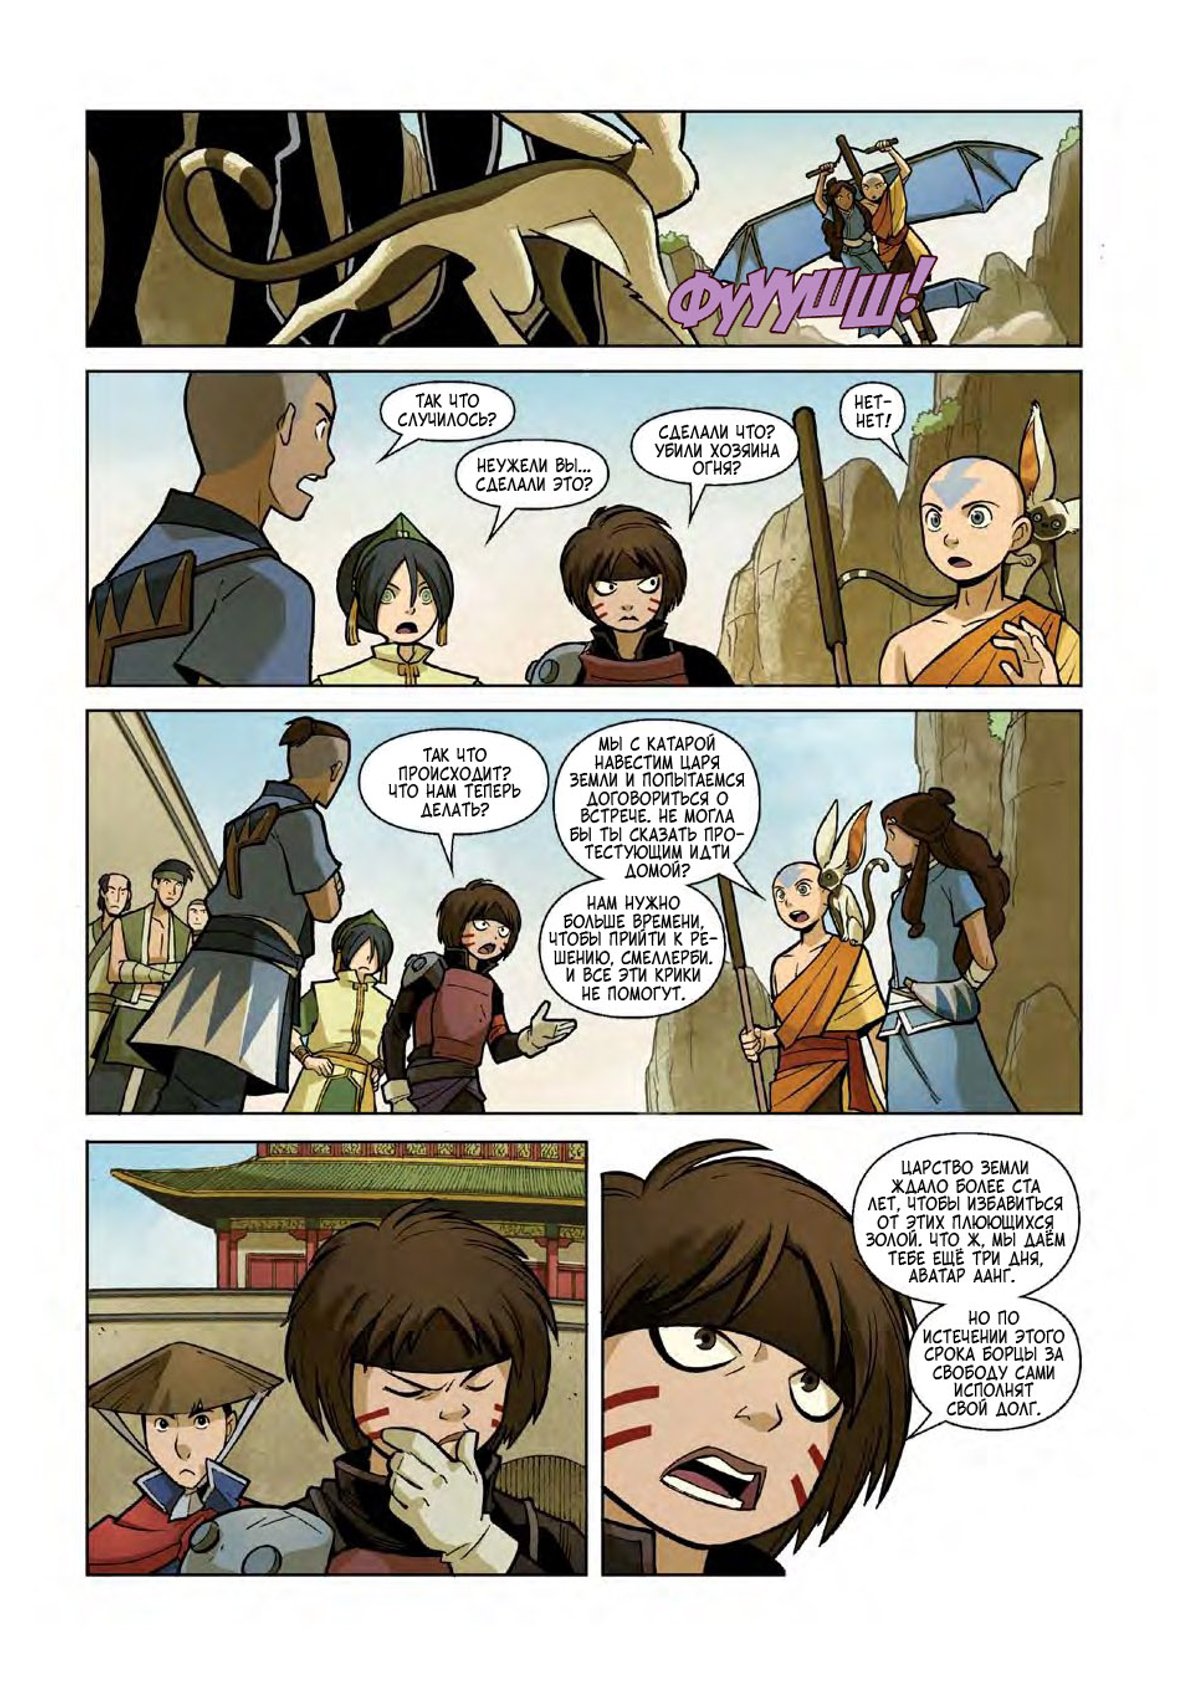 ФУУУШШ!
ТАК ЧТО
СЛУЧИЛОСЬ?
НЕУЖЕЛИ ВЫ...
СДЕЛАЛИ ЭТО?
СДЕЛАЛИ ЧТО?
УБИЛИ ХОЗЯИНА
ОГНЯ?
НЕТ-
НЕТ!
ТАК ЧТО
ПРОИСХОДИТ?
ЧТО НАМ ТЕПЕРЬ
ДЕЛАТЬ?
МЫ С КАТАРОЙ
НАВЕСТИМ ЦАРЯ
ЗЕМЛИ И ПОПЫТАЕМСЯ
ДОГОВОРИТЬСЯ О
ВСТРЕЧЕ. НЕ МОГЛА
БЫ ТЫ СКАЗАТЬ ПРО-
ТЕСТУЮЩИМ ИДТИ
ДОМОЙ?
НАМ НУЖНО
БОЛЬШЕ ВРЕМЕНИ,
ЧТОБЫ ПРИЙТИ К РЕ-
ШЕНИЮ, СМЕЛЛЕРБИ.
И ВСЕ ЭТИ КРИКИ
НЕ ПОМОГУТ.
ЦАРСТВО ЗЕМЛИ
ЖДАЛО БОЛЕЕ СТА
ЛЕТ, ЧТОБЫ ИЗБАВИТЬСЯ
ОТ ЭТИХ ПЛЮЮЩИХСЯ
ЗОЛОЙ. ЧТО Ж, МЫ ДАЁМ
ТЕБЕ ЕЩЁ ТРИ ДНЯ,
АВАТАР ААНГ.
НО ПО
ИСТЕЧЕНИИ ЭТОГО
СРОКА БОРЦЫ ЗА
СВОБОДУ САМИ
ИСПОЛНЯТ
СВОЙ ДОЛГ.